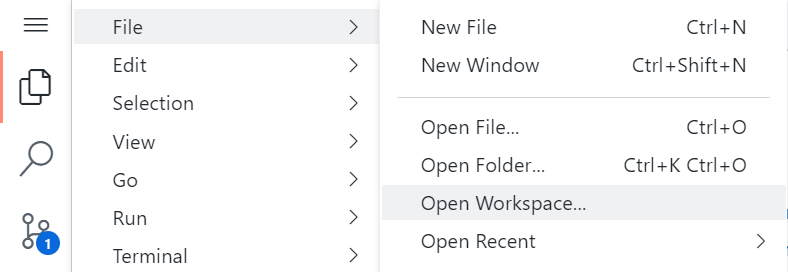 File
Edit
Selection
View
Go
Run
Terminal
1
New File Ctrl+N
New Window Ctrl+Shift+N
Open File... Ctrl+O
Open Folder... Ctrl+K Ctrl+O
Open Workspace...
Open Recent